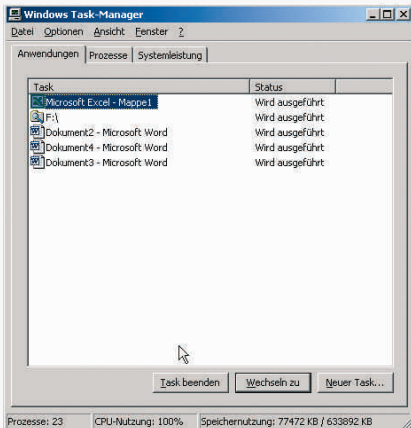 Windows Task-Manager
Datei Optionen Ansicht Fenster ?
Anwendungen Prozesse Systemleistung
Task Status
Microsoft Excel - Mappe1 Wird ausgeführt
F:\ Wird ausgeführt
Dokument2 - Microsoft Word Wird ausgeführt
Dokument4 - Microsoft Word Wird ausgeführt
Dokument3 - Microsoft Word Wird ausgeführt
Task beenden Wechseln zu Neuer Task...
Prozesse: 23 CPU-Nutzung: 100% Speichernutzung: 77472 KB / 633892 KB